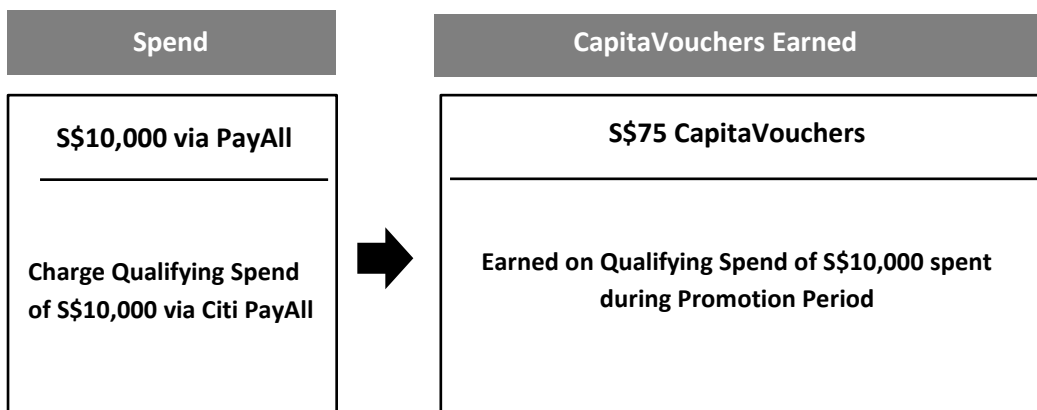 Spend
CapitaVouchers Earned
S$10,000 via PayAll
Charge Qualifying Spend
of S$10,000 via Citi PayAll
S$75 CapitaVouchers
Earned on Qualifying Spend of S$10,000 spent
during Promotion Period